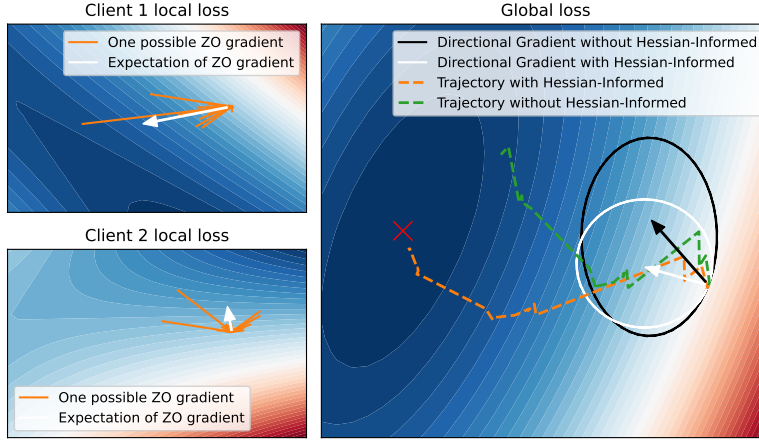 Client 1 local loss
One possible ZO gradient
Expectation of ZO gradient
Client 2 local loss
One possible ZO gradient
Expectation of ZO gradient
Global loss
Directional Gradient without Hessian-Informed
Directional Gradient with Hessian-Informed
Trajectory with Hessian-Informed
Trajectory without Hessian-Informed